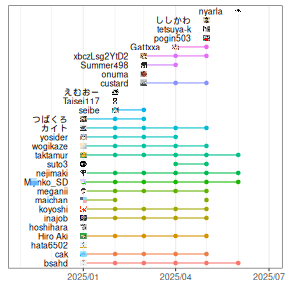 nyarla
ししかわ
tetsuya-k
pogin503
Gattxxa
xbczLsg2YtD2
Summer498
onuma
custard
えむおー
Taisei117
seibe
つばくろ
カイト
yosider
wogikaze
taktamur
suto3
nejimaki
Mijinko_SD
meganii
maichan
koyoshi
inajob
hoshihara
Hiro Aki
hata6502
cak
bsahd
2025/01
2025/04
2025/07